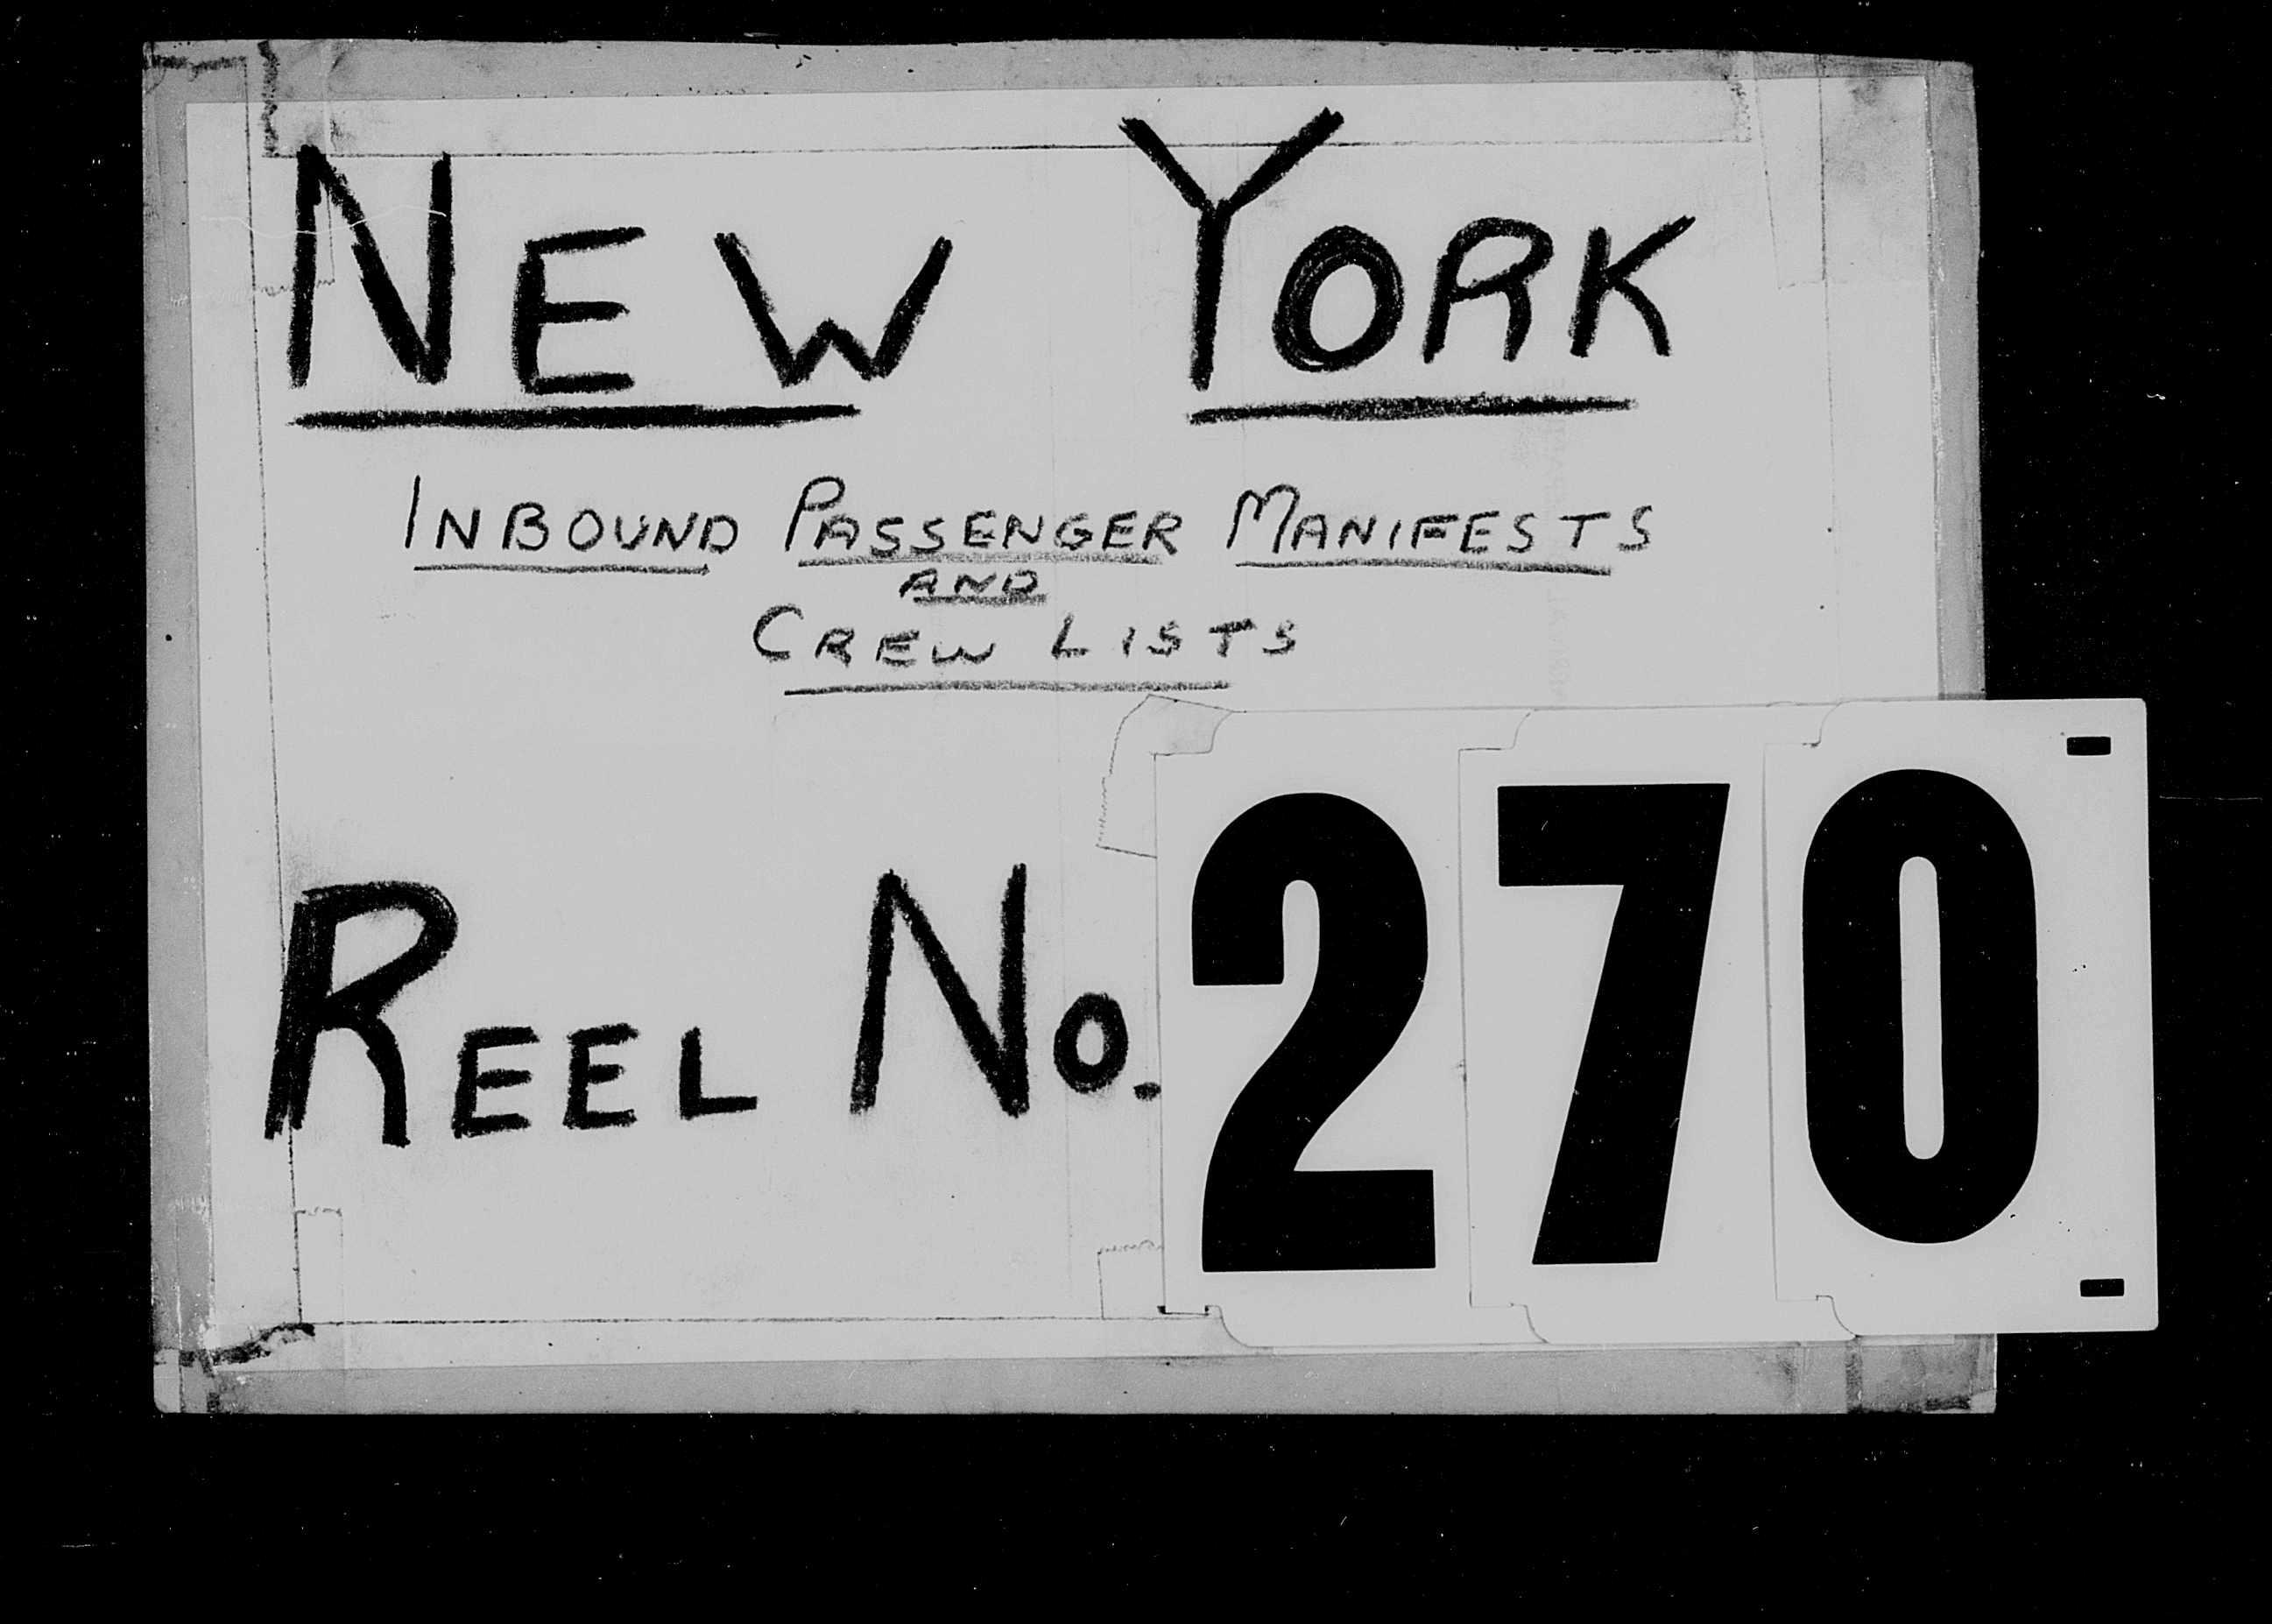 NEW YORK
INBOUND PASSENGER MANIFESTS
AND
CREW LISTS
REEL NO. 270